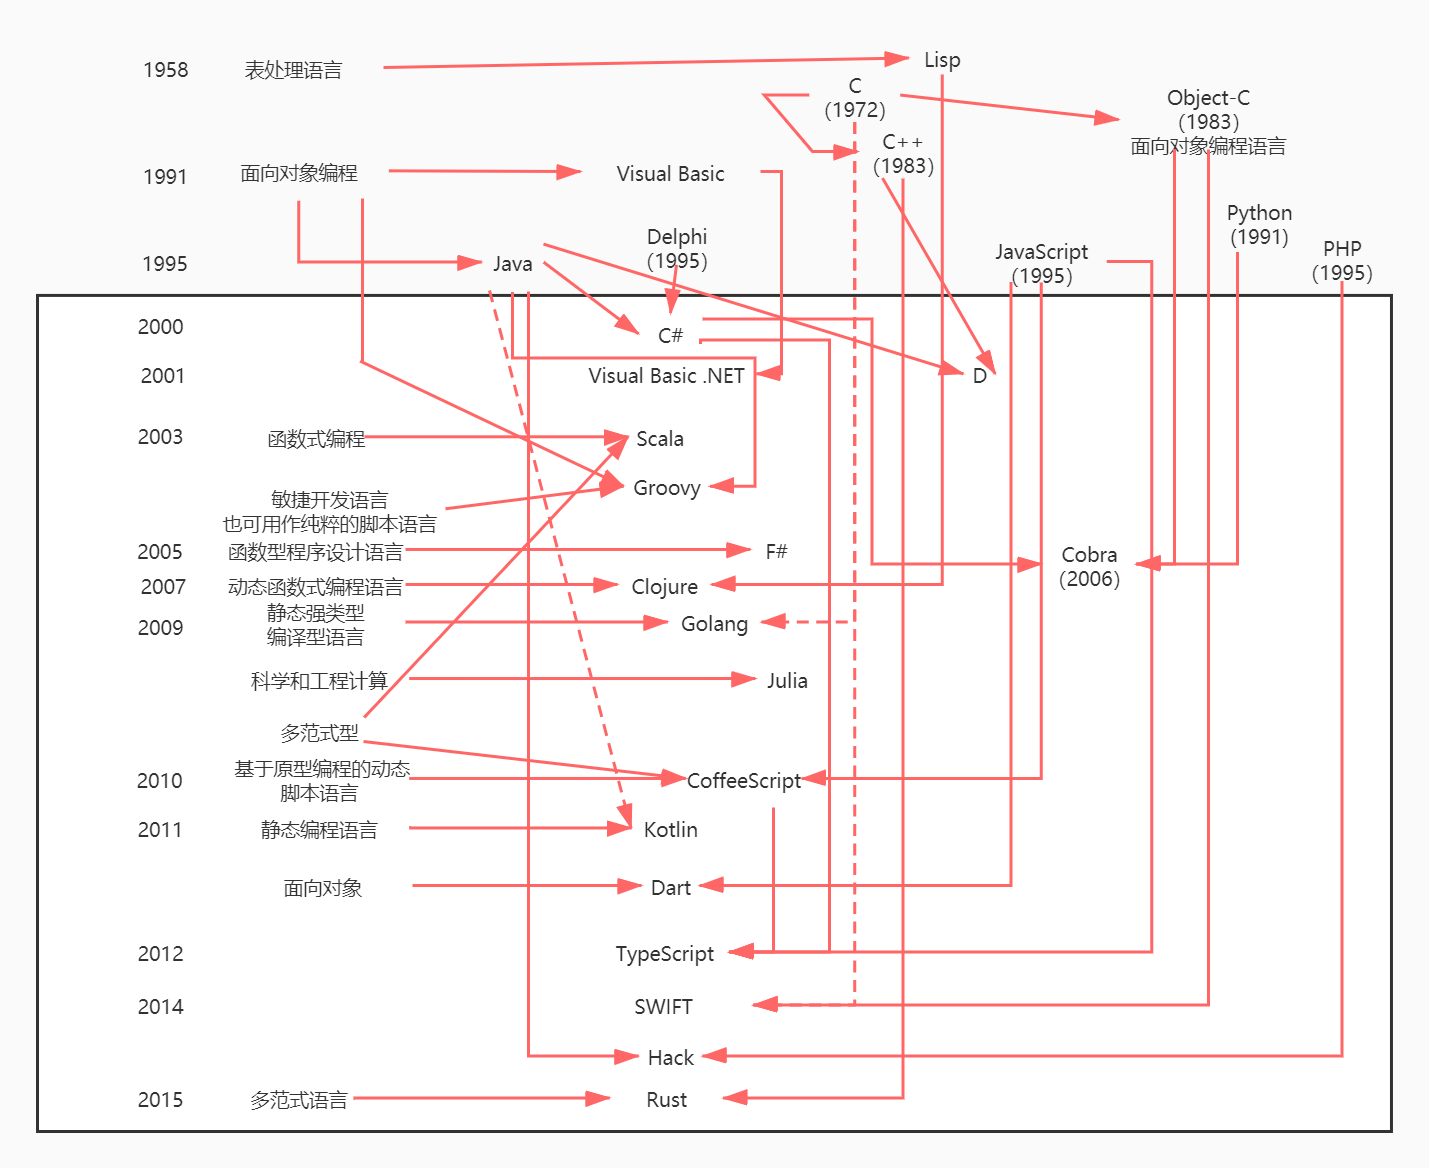 1958
表处理语言
Lisp
C
(1972)
Object-C
(1983)
面向对象编程语言
C++
(1983)
1991
面向对象编程
Visual Basic
Python
(1991)
1995
Java
Delphi
(1995)
JavaScript
(1995)
PHP
(1995)
2000
C#
2001
Visual Basic .NET
D
2003
函数式编程
Scala
敏捷开发语言
也可用作纯粹的脚本语言
Groovy
2005
函数型程序设计语言
F#
Cobra
(2006)
2007
动态函数式编程语言
Clojure
2009
静态强类型
编译型语言
Golang
科学和工程计算
Julia
多范式型
2010
基于原型编程的动态
脚本语言
CoffeeScript
2011
静态编程语言
Kotlin
面向对象
Dart
2012
TypeScript
2014
SWIFT
Hack
2015
多范式语言
Rust